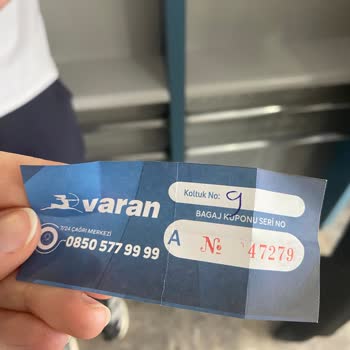 varan
7/24 ÇAĞRI MERKEZİ
0850 577 99 99
Koltuk No: 9
BAGAJ KUPONU SERİ NO
A № 47279